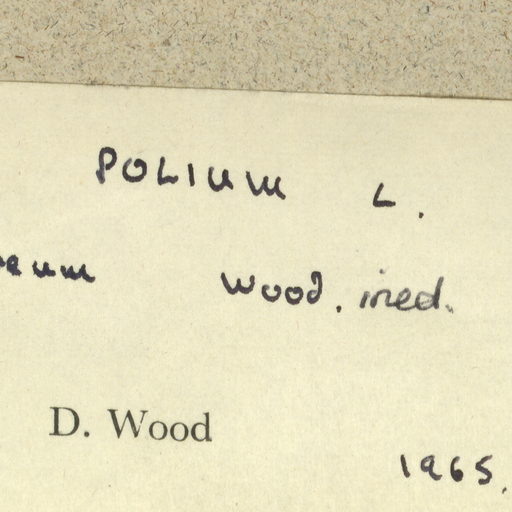 POLIUM L.
Wood. ined.
D. Wood
1965.